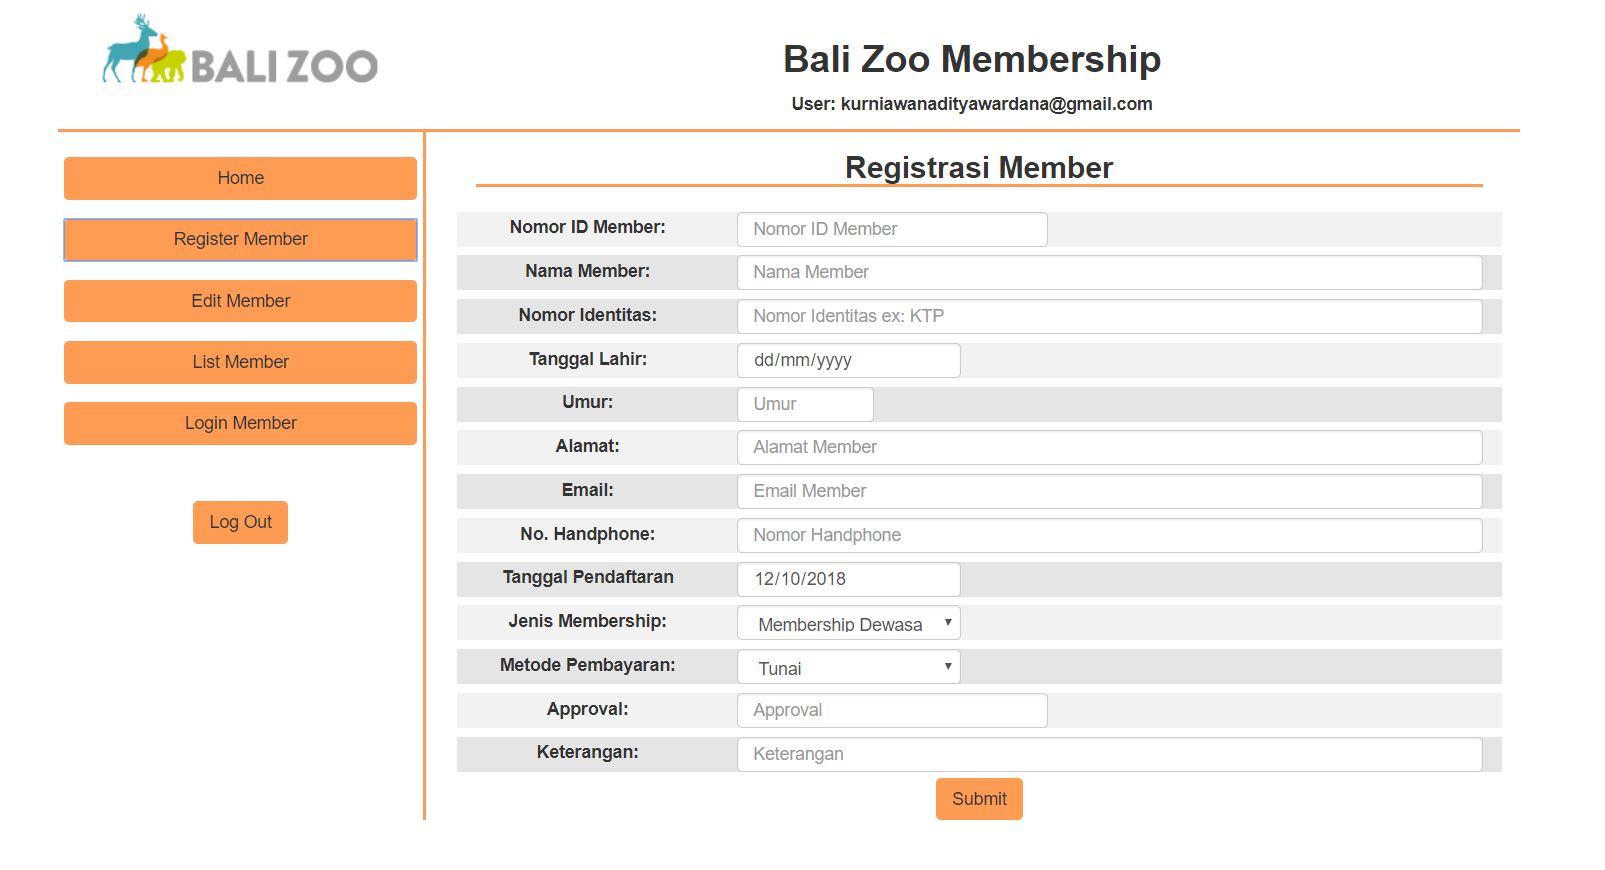 BALI ZOO
Bali Zoo Membership
User: kurniawanadityawardana@gmail.com
Home
Register Member
Edit Member
List Member
Login Member
Log Out
Registrasi Member
Nomor ID Member: Nomor ID Member
Nama Member: Nama Member
Nomor Identitas: Nomor Identitas ex: KTP
Tanggal Lahir: dd/mm/yyyy
Umur: Umur
Alamat: Alamat Member
Email: Email Member
No. Handphone: Nomor Handphone
Tanggal Pendaftaran 12/10/2018
Jenis Membership: Membership Dewasa
Metode Pembayaran: Tunai
Approval: Approval
Keterangan: Keterangan
Submit